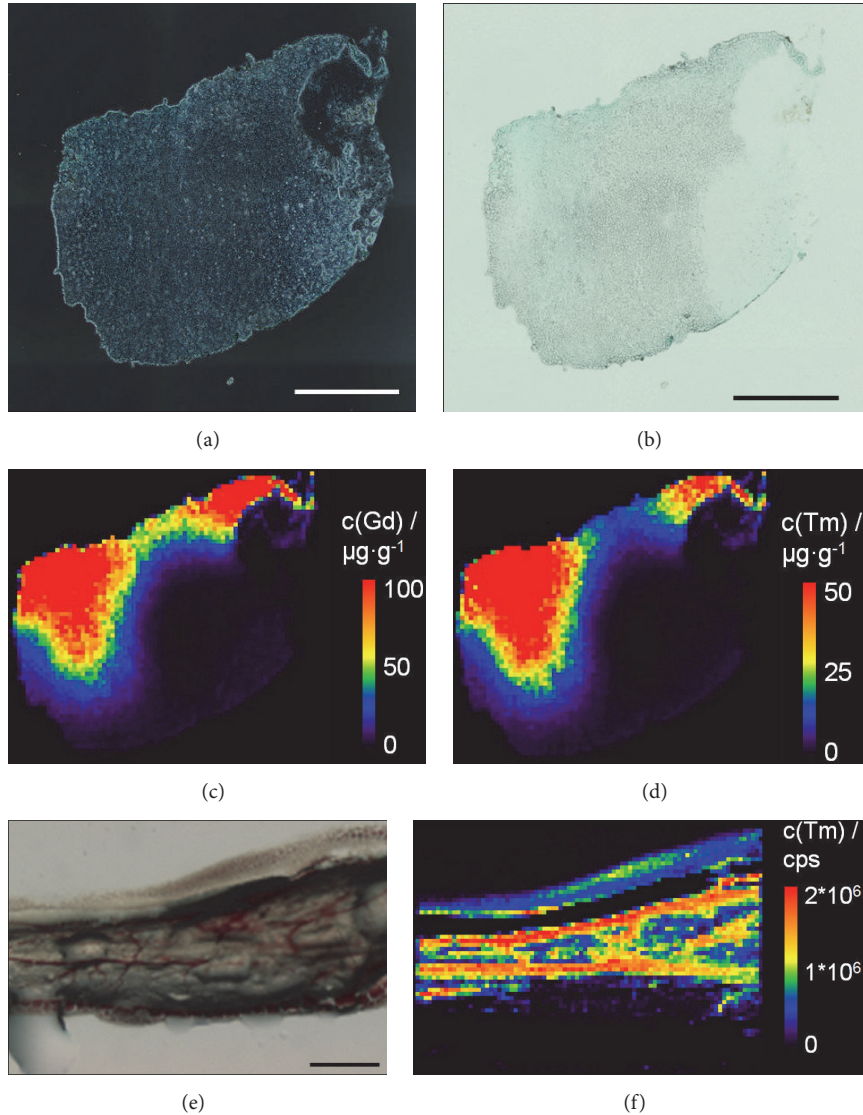 (a)
(b)
c(Gd) /
µg·g⁻¹
100
50
0
(c)
c(Tm) /
µg·g⁻¹
50
25
0
(d)
(e)
c(Tm) /
cps
2*10⁶
1*10⁶
0
(f)